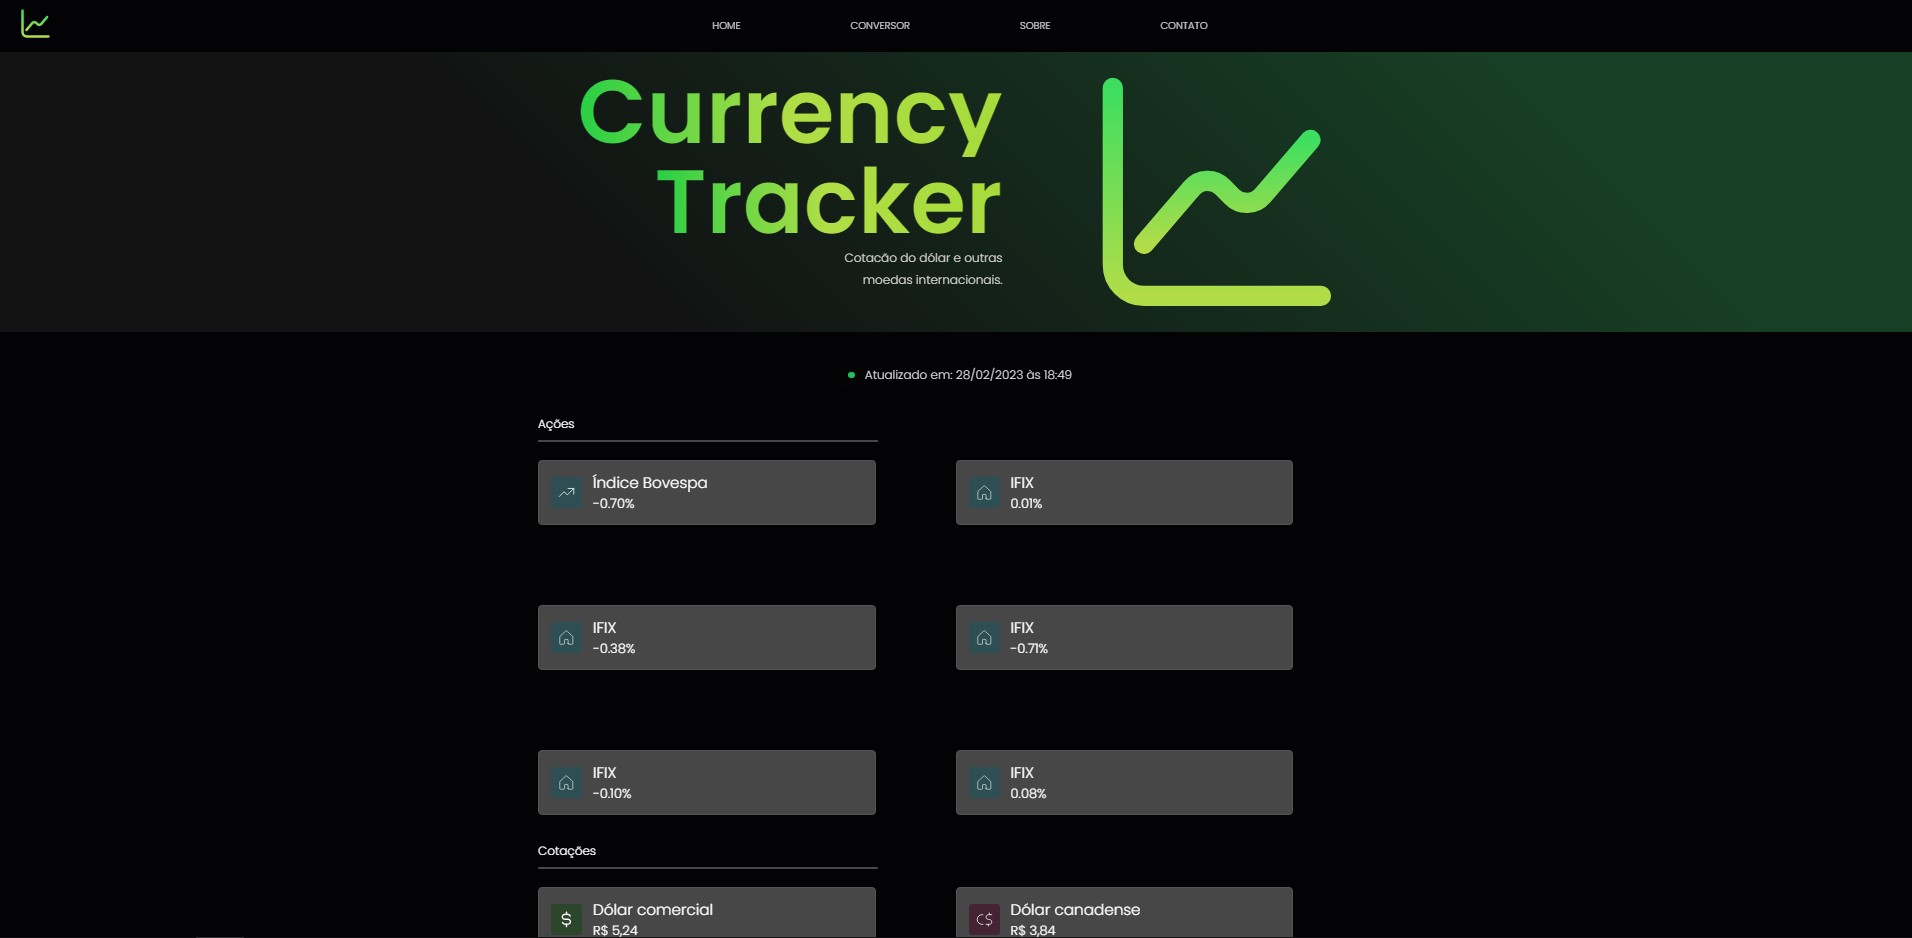 HOME
CONVERSOR
SOBRE
CONTATO
Currency
Tracker
Cotacão do dólar e outras
moedas internacionais.
Atualizado em: 28/02/2023 às 18:49
Ações
Índice Bovespa
-0.70%
IFIX
0.01%
IFIX
-0.38%
IFIX
-0.71%
IFIX
-0.10%
IFIX
0.08%
Cotações
$
Dólar comercial
R$ 5,24
C$
Dólar canadense
R$ 3,84